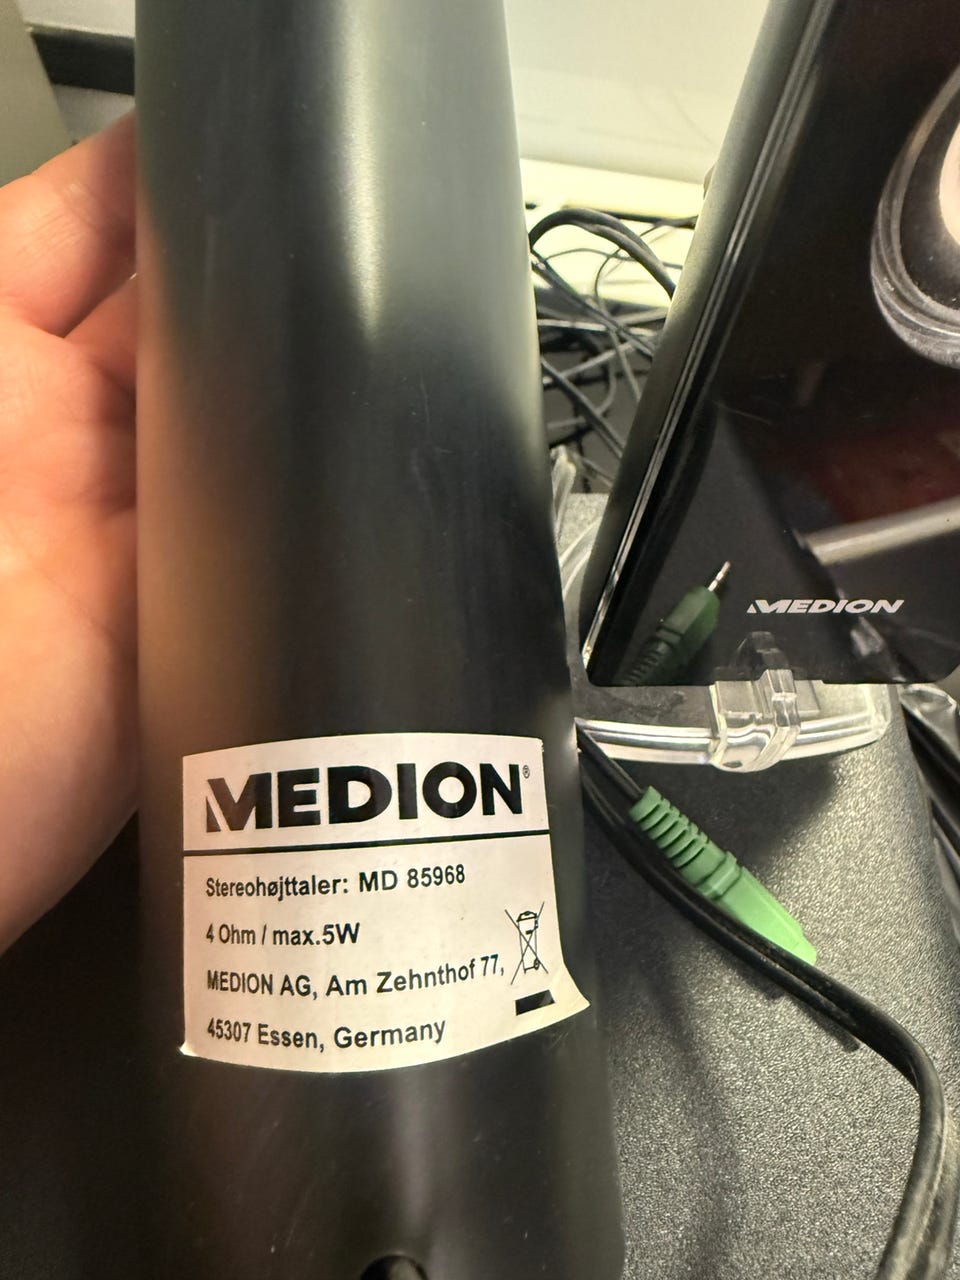 MEDION®
Stereohøjttaler: MD 85968
4 Ohm / max.5W
MEDION AG, Am Zehnthof 77,
45307 Essen, Germany
MEDION